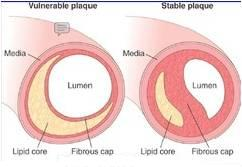 Vulnerable plaque
Stable plaque
Media
Lumen
Lipid core
Fibrous cap
Media
Lumen
Lipid core
Fibrous cap